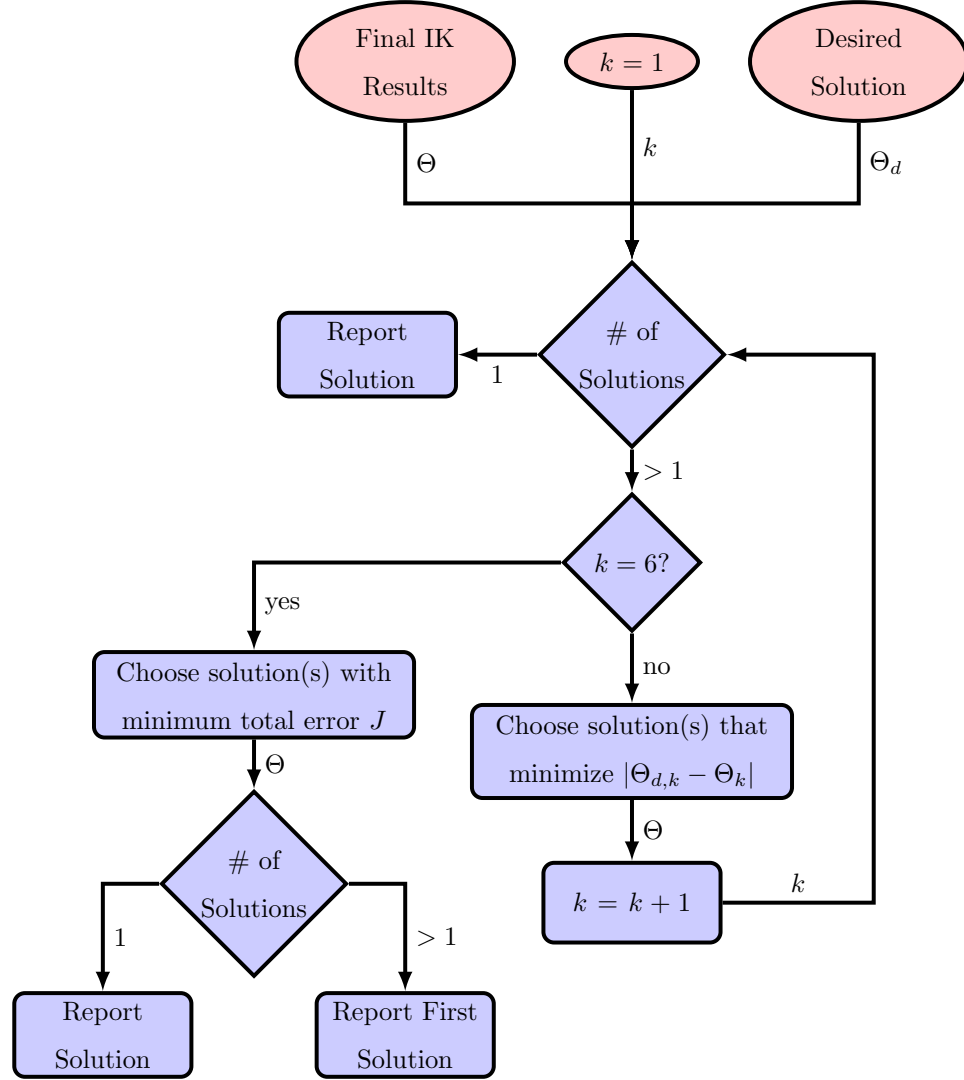 Final IK
Results
k = 1
Desired
Solution
Θ
k
Θ_d
# of
Solutions
Report
Solution
1
> 1
k = 6?
yes
no
Choose solution(s) with
minimum total error J
Choose solution(s) that
minimize |Θ_{d,k} − Θ_k|
Θ
Θ
# of
Solutions
k = k + 1
k
1
> 1
Report
Solution
Report First
Solution